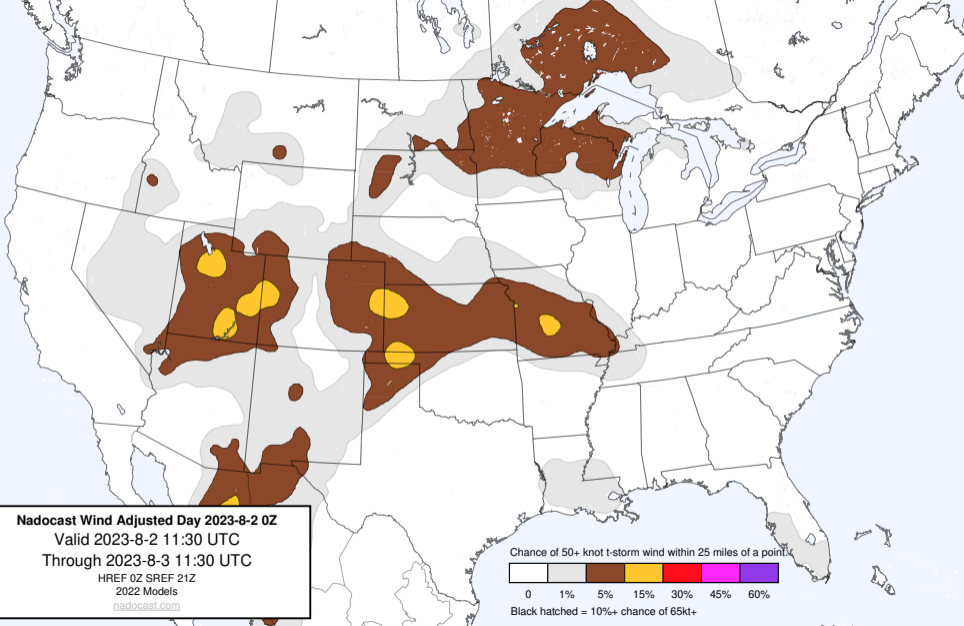 Nadocast Wind Adjusted Day 2023-8-2 0Z
Valid 2023-8-2 11:30 UTC
Through 2023-8-3 11:30 UTC
HREF 0Z SREF 21Z
2022 Models
nadocast.com
Chance of 50+ knot t-storm wind within 25 miles of a point.
0 1% 5% 15% 30% 45% 60%
Black hatched = 10%+ chance of 65kt+